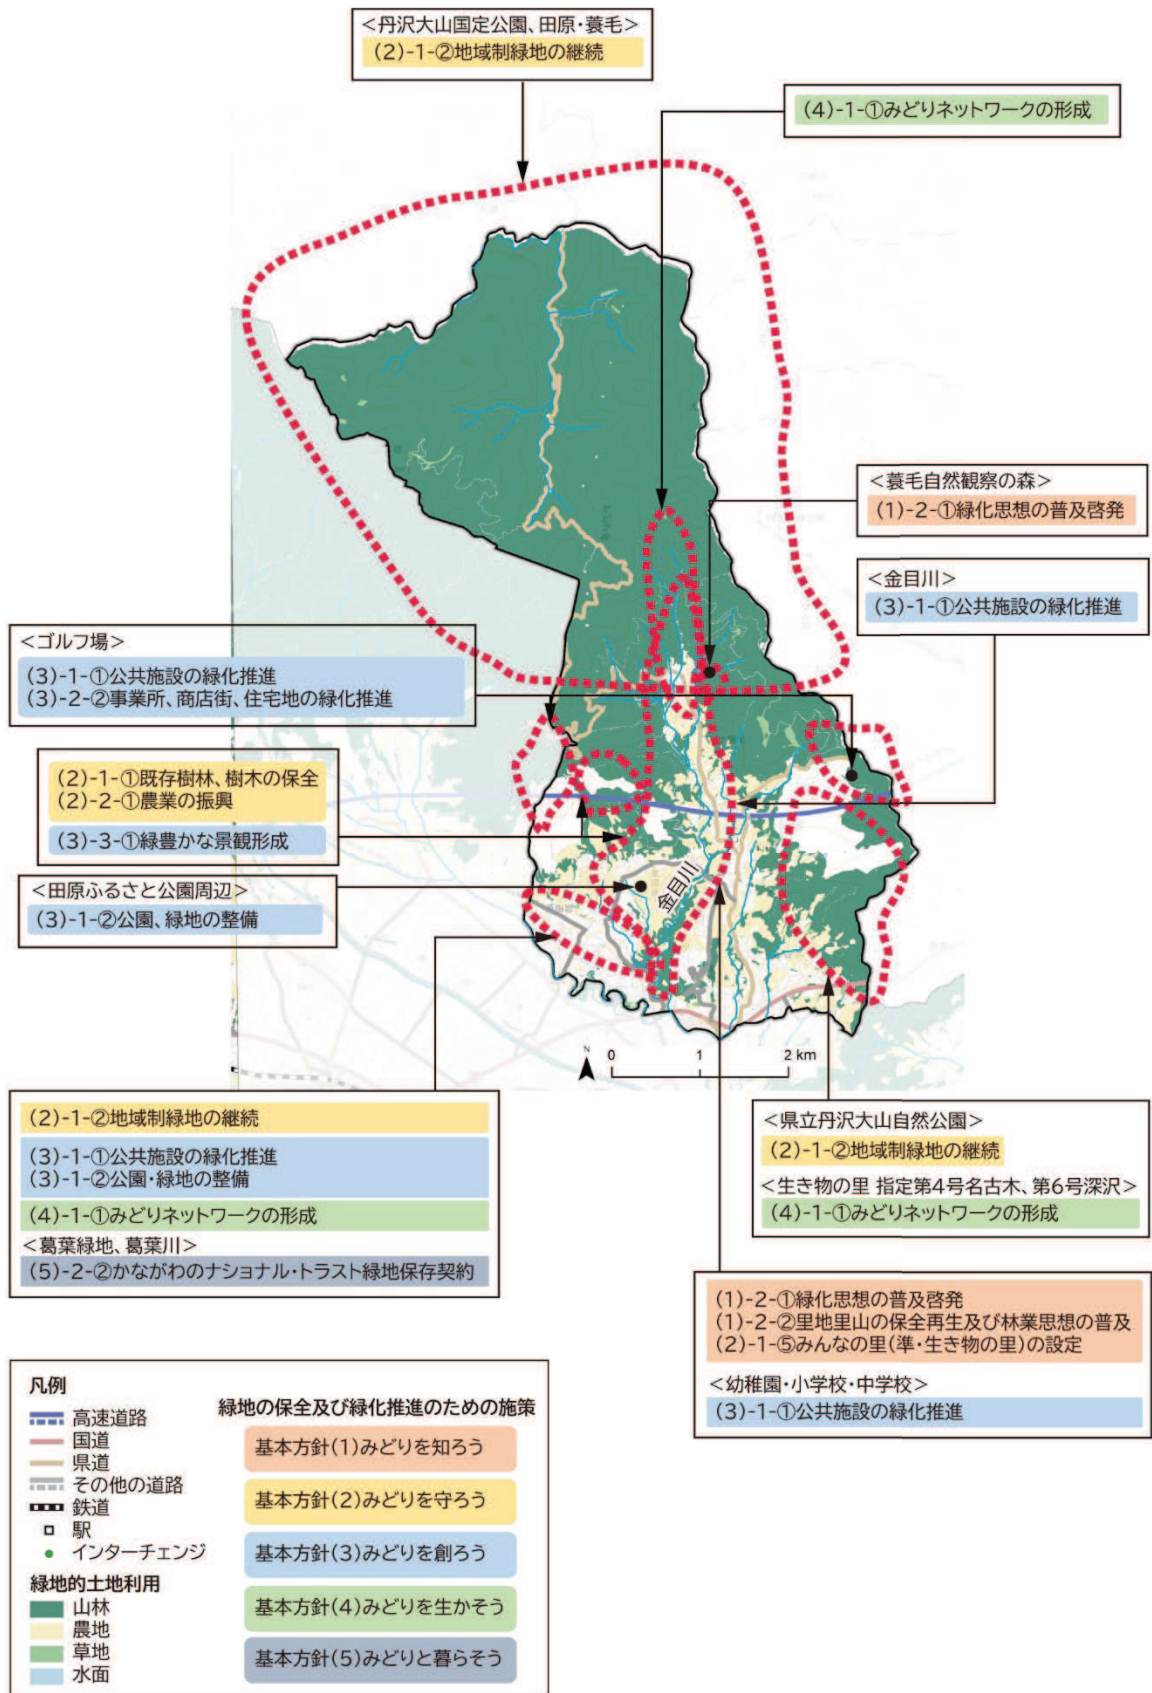 <丹沢大山国定公園、田原・蓑毛>
(2)-1-②地域制緑地の継続
(4)-1-①みどりネットワークの形成
<蓑毛自然観察の森>
(1)-2-①緑化思想の普及啓発
<金目川>
(3)-1-①公共施設の緑化推進
<ゴルフ場>
(3)-1-①公共施設の緑化推進
(3)-2-②事業所、商店街、住宅地の緑化推進
(2)-1-①既存樹林、樹木の保全
(2)-2-①農業の振興
(3)-3-①緑豊かな景観形成
<田原ふるさと公園周辺>
(3)-1-②公園、緑地の整備
金目川
N
0 1 2 km
(2)-1-②地域制緑地の継続
(3)-1-①公共施設の緑化推進
(3)-1-②公園・緑地の整備
(4)-1-①みどりネットワークの形成
<葛葉緑地、葛葉川>
(5)-2-②かながわのナショナル・トラスト緑地保存契約
<県立丹沢大山自然公園>
(2)-1-②地域制緑地の継続
<生き物の里 指定第4号名古木、第6号深沢>
(4)-1-①みどりネットワークの形成
(1)-2-①緑化思想の普及啓発
(1)-2-②里地里山の保全再生及び林業思想の普及
(2)-1-⑤みんなの里(準・生き物の里)の設定
<幼稚園・小学校・中学校>
(3)-1-①公共施設の緑化推進
凡例
高速道路
国道
県道
その他の道路
鉄道
駅
インターチェンジ
緑地的土地利用
山林
農地
草地
水面
緑地の保全及び緑化推進のための施策
基本方針(1)みどりを知ろう
基本方針(2)みどりを守ろう
基本方針(3)みどりを創ろう
基本方針(4)みどりを生かそう
基本方針(5)みどりと暮らそう